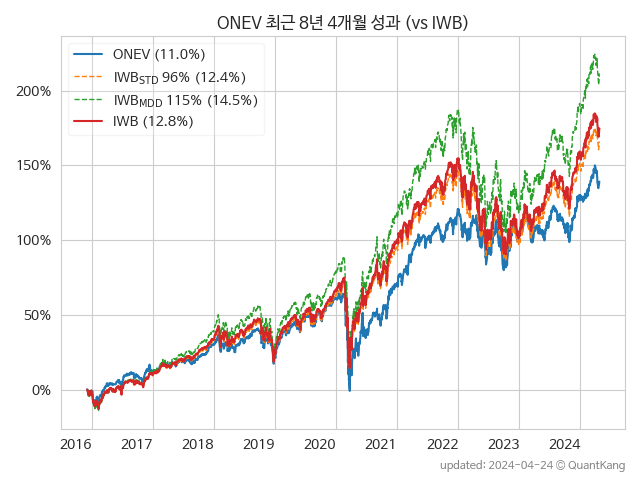 ONEV 최근 8년 4개월 성과 (vs IWB)
ONEV (11.0%)
IWBSTD 96% (12.4%)
IWBMDD 115% (14.5%)
IWB (12.8%)
200%
150%
100%
50%
0%
2016 2017 2018 2019 2020 2021 2022 2023 2024
updated: 2024-04-24 © QuantKang